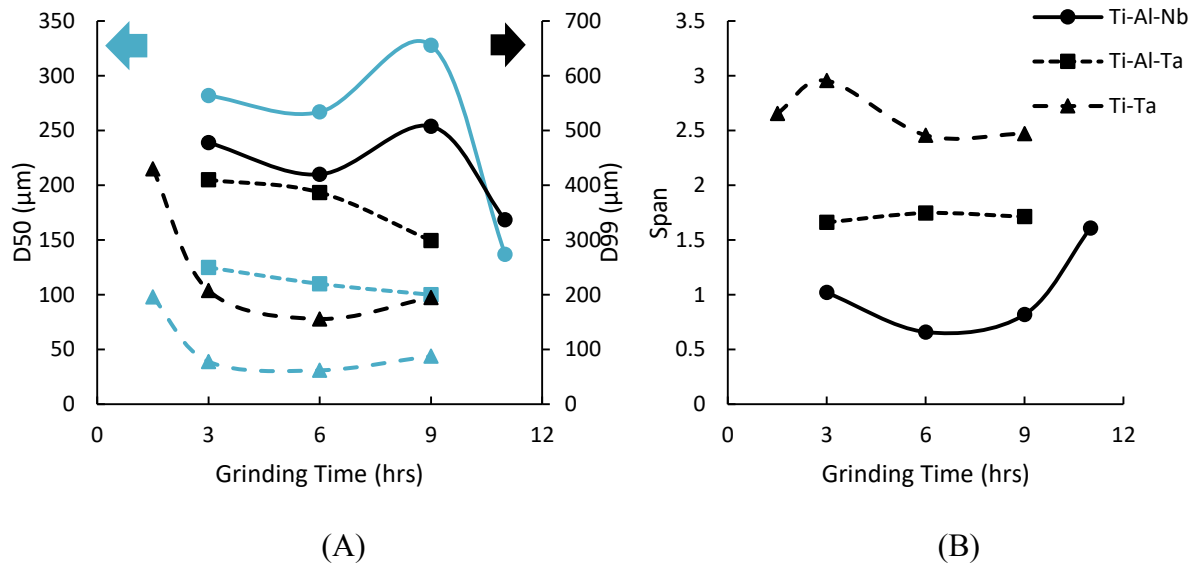 350
300
250
200
150
100
50
0
D50 (µm)
700
600
500
400
300
200
100
0
D99 (µm)
0 3 6 9 12
Grinding Time (hrs)
(A)
3.5
3
2.5
2
1.5
1
0.5
0
Span
0 3 6 9 12
Grinding Time (hrs)
Ti-Al-Nb
Ti-Al-Ta
Ti-Ta
(B)